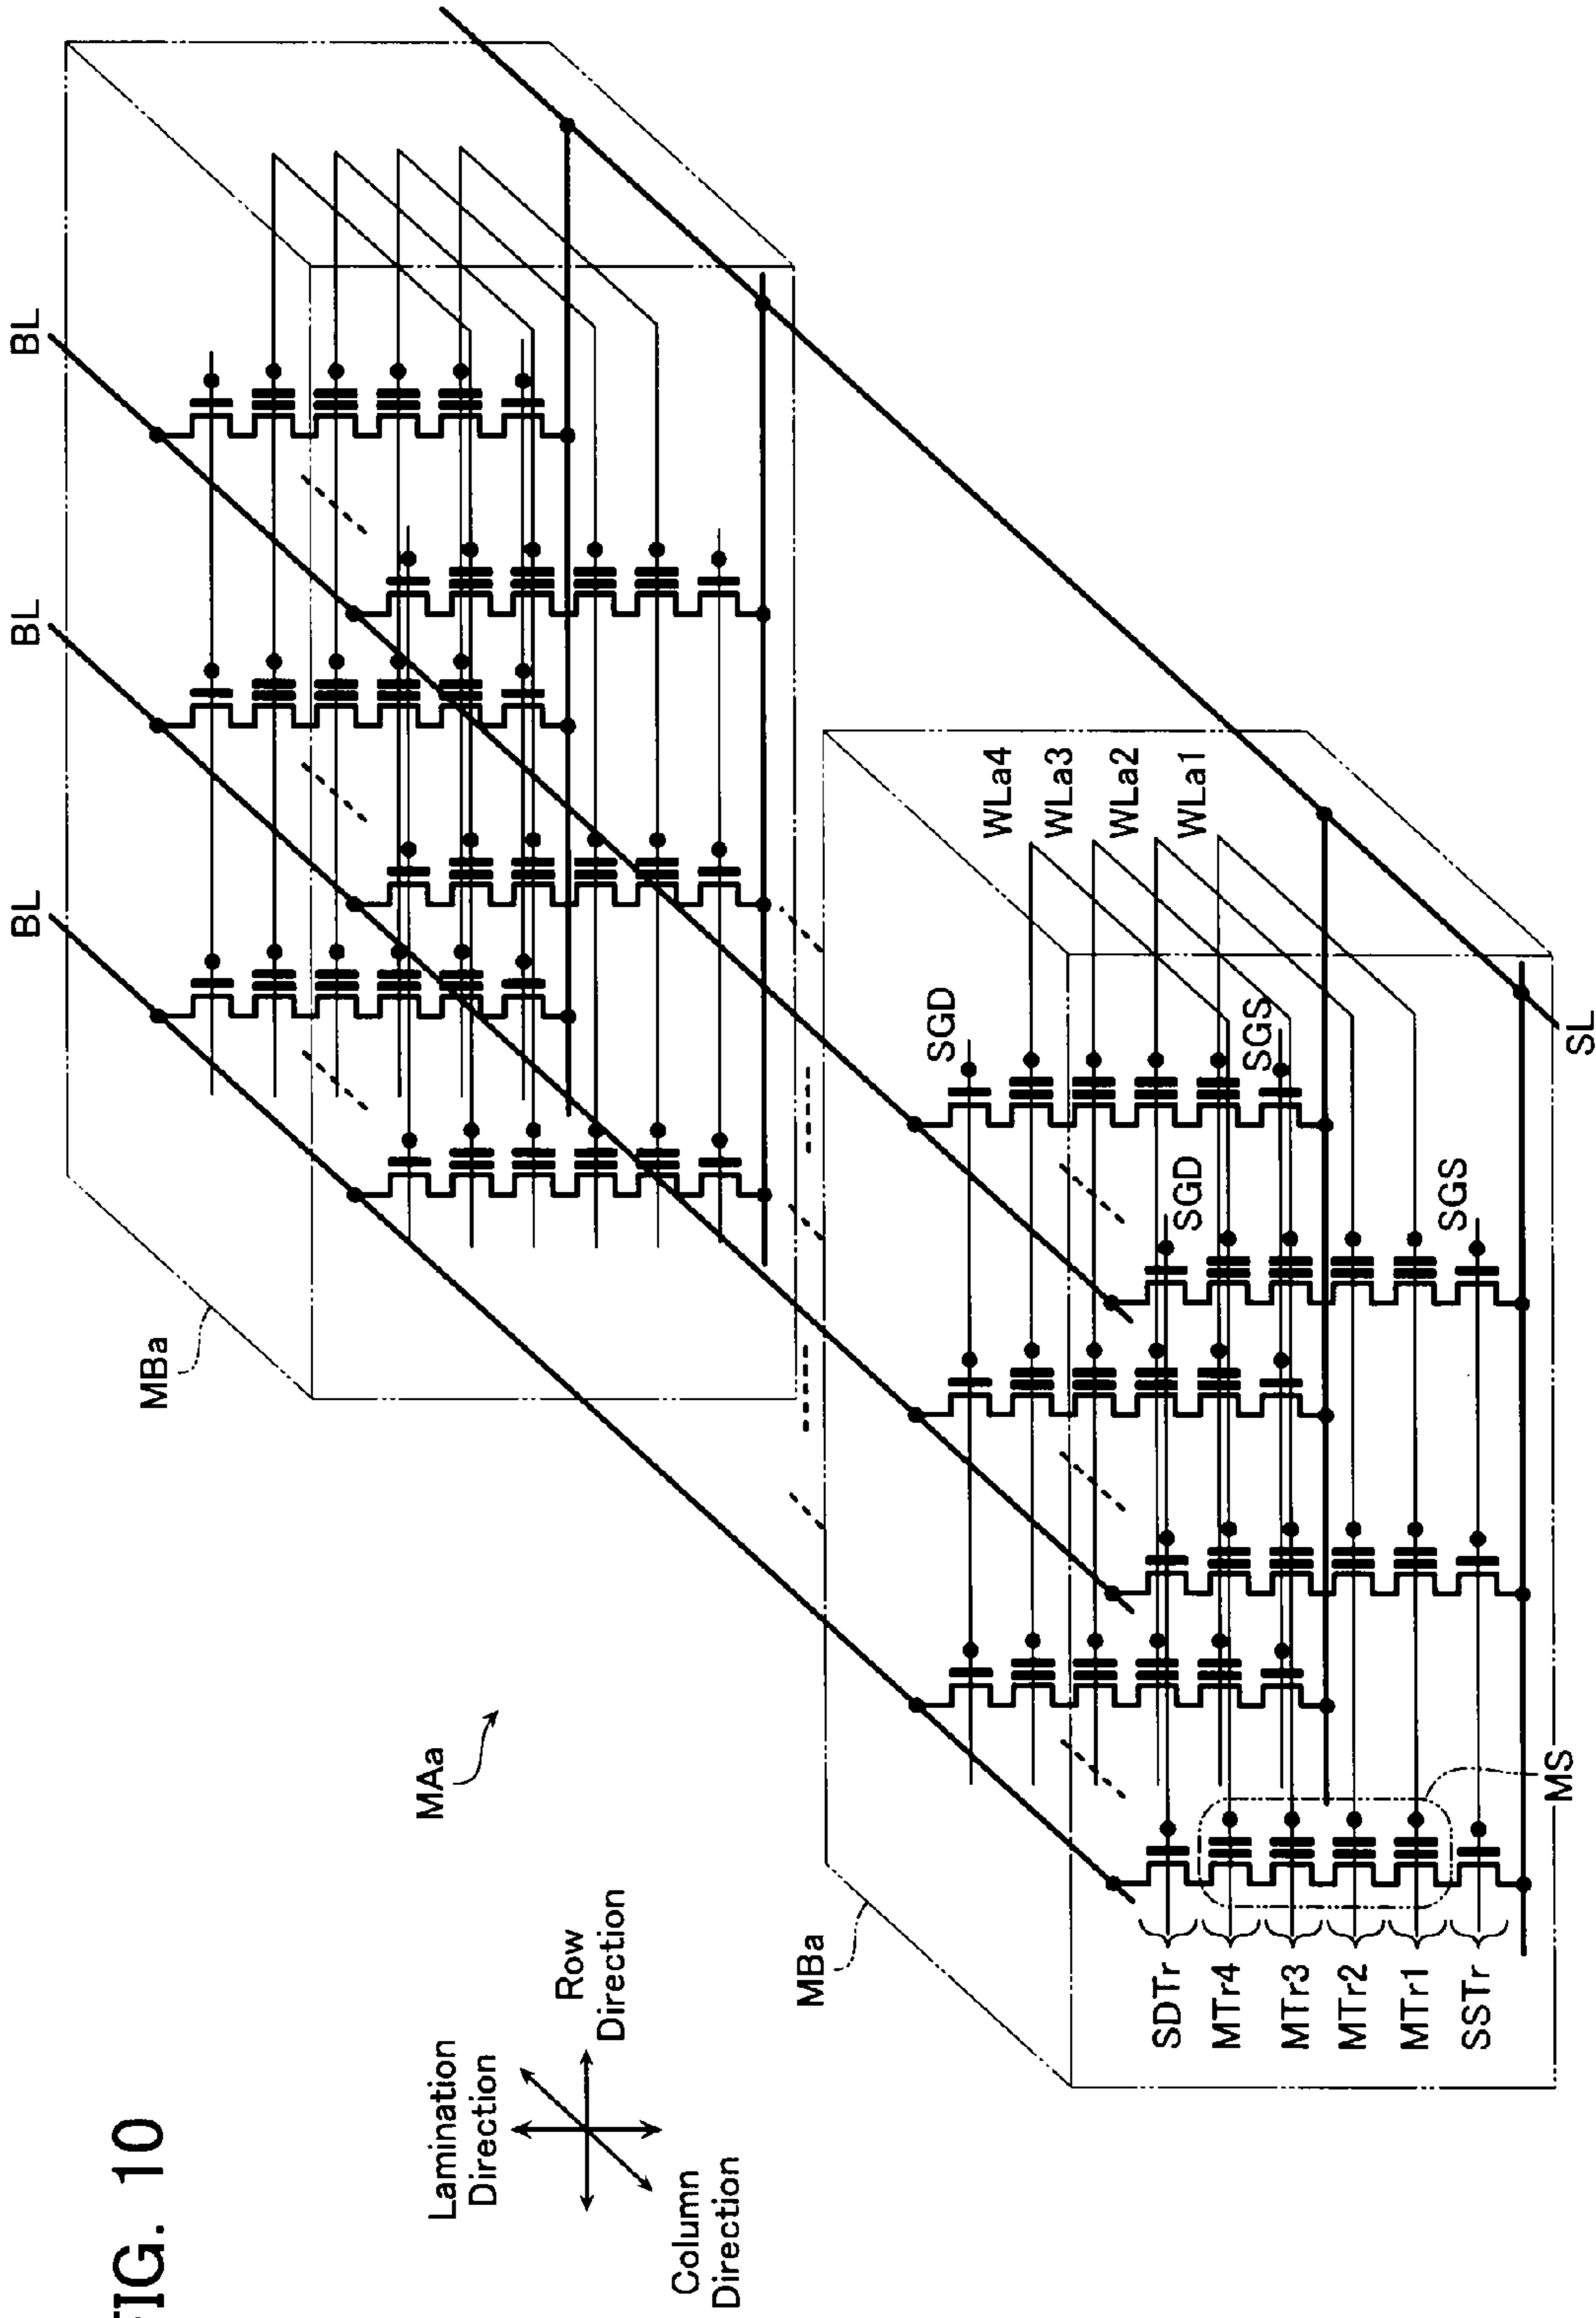 FIG. 10
Lamination
Direction
Row
Direction
Column
Direction
MAa
MBa
BL
BL
BL
MBa
SGD
WLa4
WLa3
WLa2
WLa1
SGS
SGD
SGS
SDTr
MTr4
MTr3
MTr2
MTr1
SSTr
MS
SL